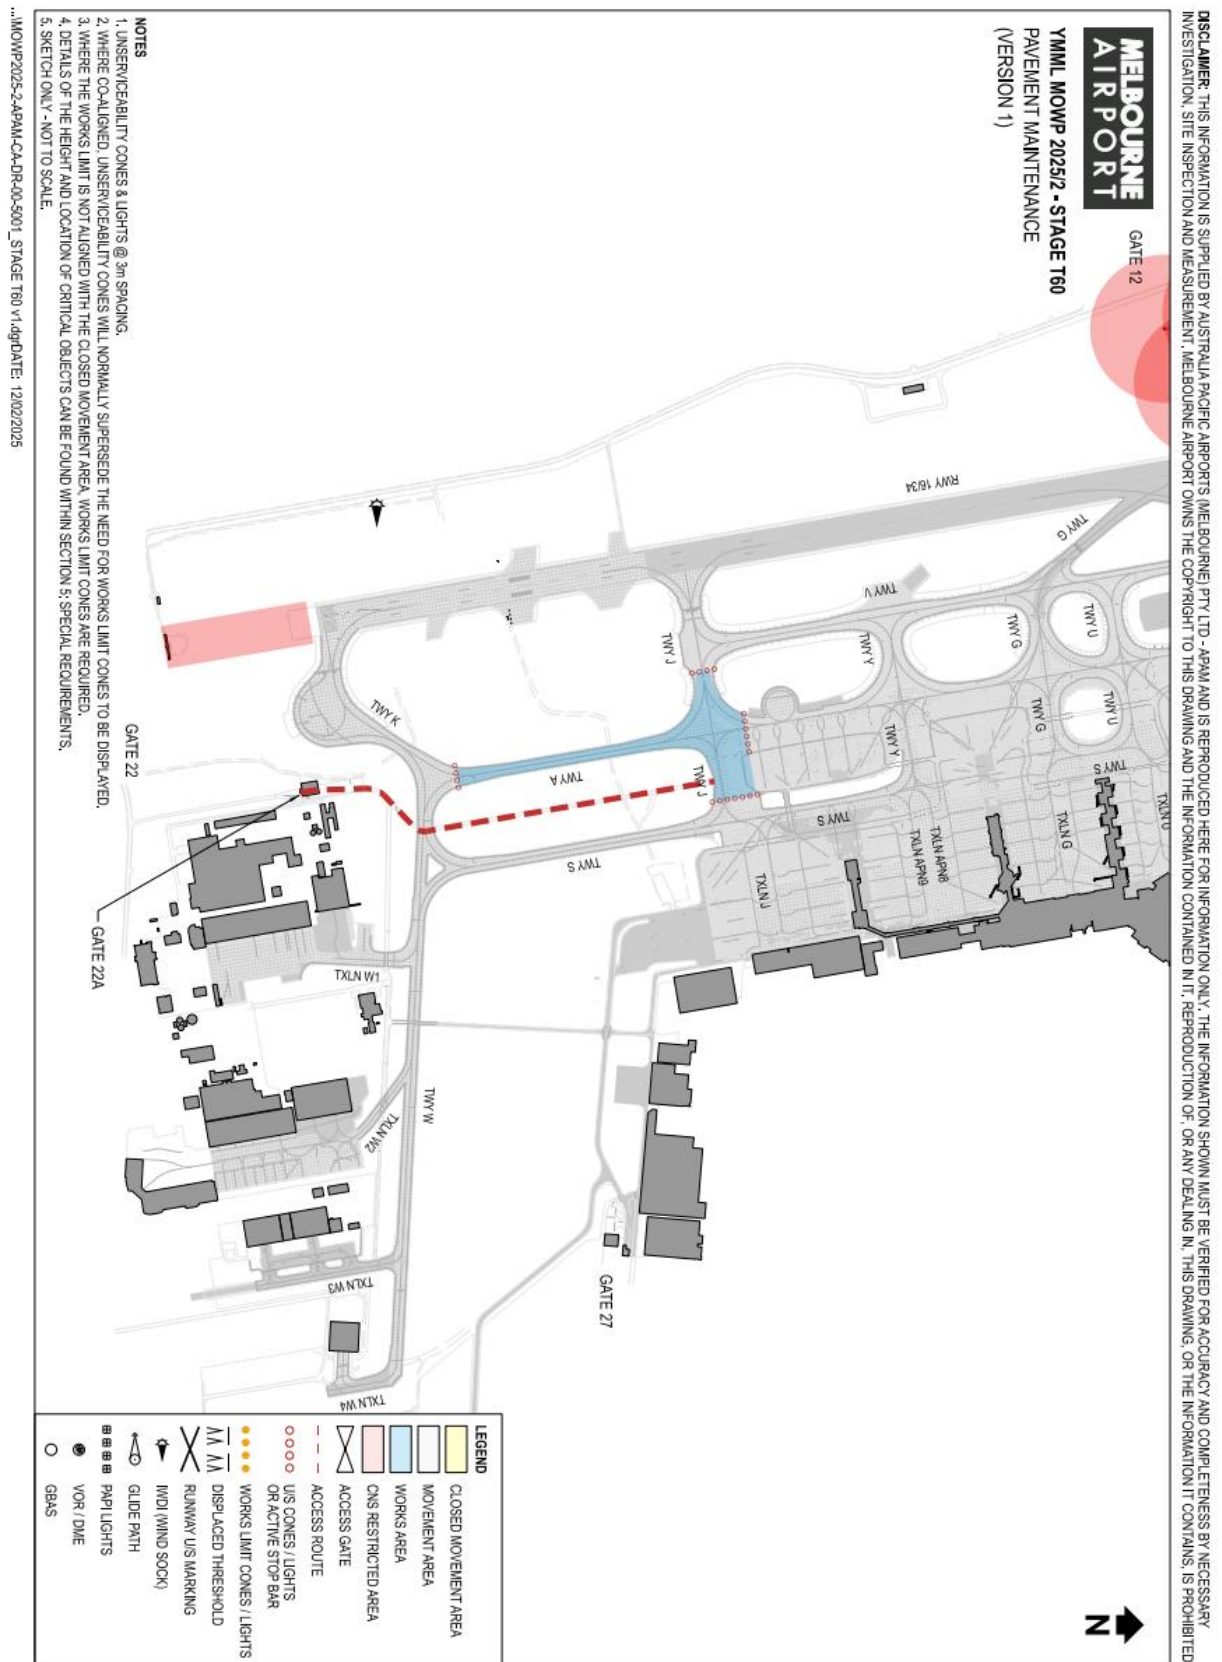 DISCLAIMER: THIS INFORMATION IS SUPPLIED BY AUSTRALIA PACIFIC AIRPORTS (MELBOURNE) PTY LTD - APAM AND IS REPRODUCED HERE FOR INFORMATION ONLY. THE INFORMATION SHOWN MUST BE VERIFIED FOR ACCURACY AND COMPLETENESS BY NECESSARY
INVESTIGATION, SITE INSPECTION AND MEASUREMENT. MELBOURNE AIRPORT OWNS THE COPYRIGHT TO THIS DRAWING AND THE INFORMATION CONTAINED IN IT. REPRODUCTION OF, OR ANY DEALING IN, THIS DRAWING, OR THE INFORMATION IT CONTAINS, IS PROHIBITED
MELBOURNE
AIRPORT
YMML MOWP 2025/2 - STAGE T60
PAVEMENT MAINTENANCE
(VERSION 1)
GATE 12
N
RWY 16/34
TWY G
TWY V
TWY U
TWY G
TWY Y
TWY J
TWY U
TWY G
TWY Y
TWY K
TWY A
TWY J
TWY S
TXLN U
TWY S
TWY S
TXLN G
TXLN APN8
TXLN APN9
TXLN J
GATE 22
GATE 22A
TXLN W1
TWY W
TXLN W2
TXLN W3
TXLN W4
GATE 27
NOTES
1. UNSERVICEABILITY CONES & LIGHTS @ 3m SPACING.
2. WHERE CO-ALIGNED, UNSERVICEABILITY CONES WILL NORMALLY SUPERSEDE THE NEED FOR WORKS LIMIT CONES TO BE DISPLAYED.
3. WHERE THE WORKS LIMIT IS NOT ALIGNED WITH THE CLOSED MOVEMENT AREA, WORKS LIMIT CONES ARE REQUIRED.
4. DETAILS OF THE HEIGHT AND LOCATION OF CRITICAL OBJECTS CAN BE FOUND WITHIN SECTION 5; SPECIAL REQUIREMENTS.
5. SKETCH ONLY - NOT TO SCALE.
LEGEND
CLOSED MOVEMENT AREA
MOVEMENT AREA
WORKS AREA
CNS RESTRICTED AREA
ACCESS GATE
ACCESS ROUTE
U/S CONES / LIGHTS
OR ACTIVE STOP BAR
WORKS LIMIT CONES / LIGHTS
DISPLACED THRESHOLD
RUNWAY U/S MARKING
IWDI (WIND SOCK)
GLIDE PATH
PAPI LIGHTS
VOR / DME
GBAS
...\MOWP2025-2-APAM-CA-DR-00-5001_STAGE T60 v1.dgnDATE: 12/02/2025